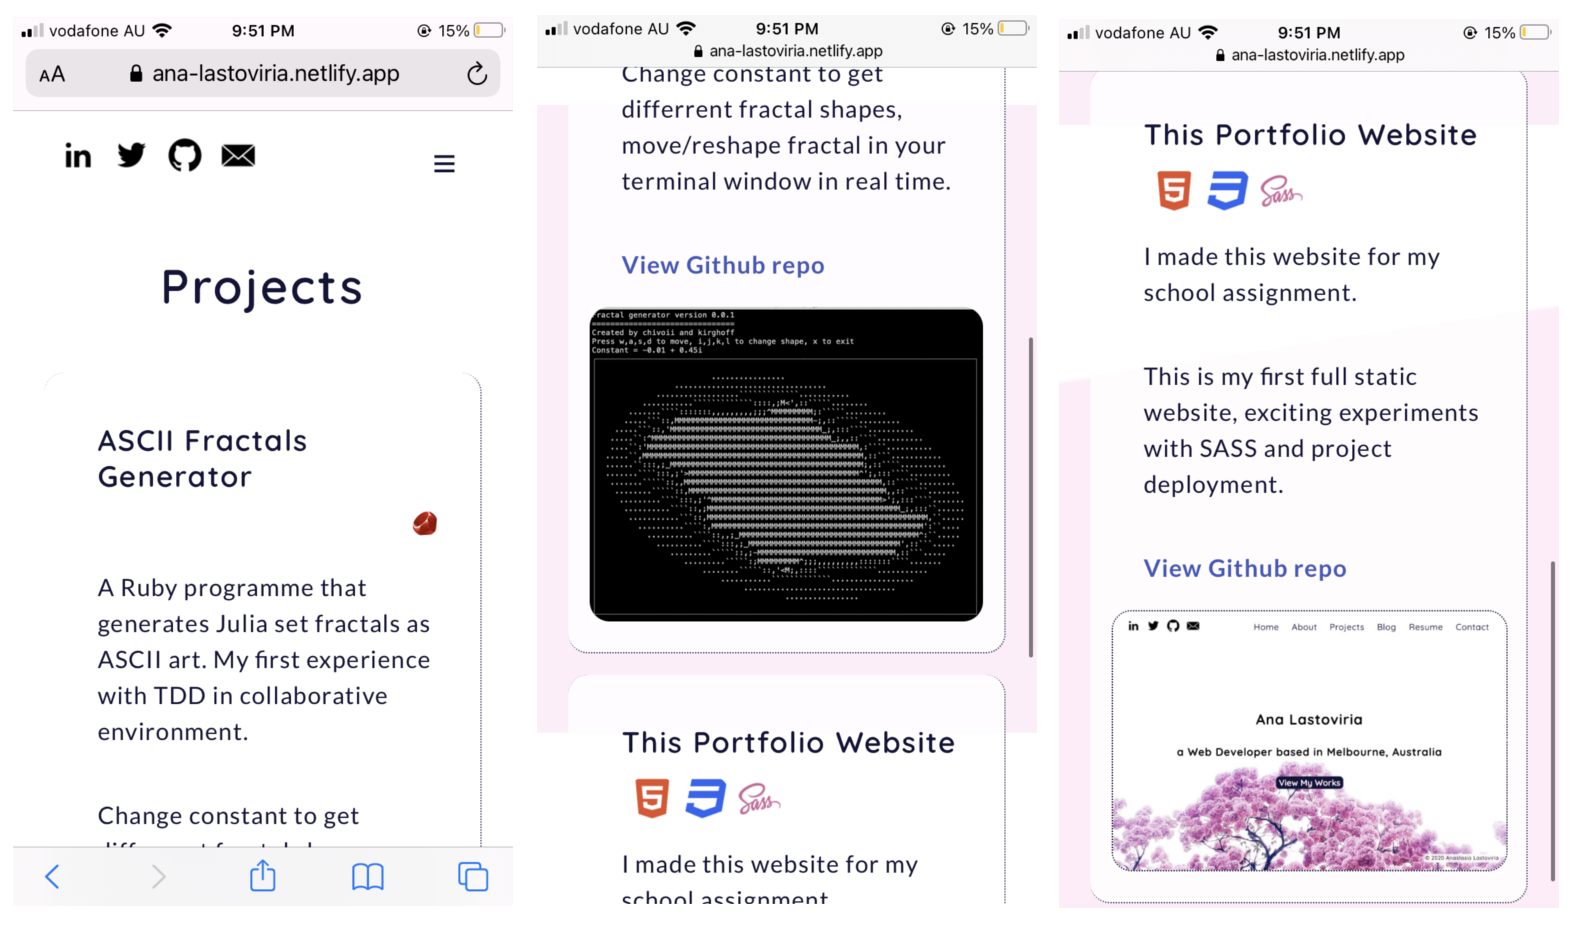 vodafone AU
9:51 PM
15%
AA
ana-lastoviria.netlify.app
in
Projects
ASCII Fractals
Generator
A Ruby programme that
generates Julia set fractals as
ASCII art. My first experience
with TDD in collaborative
environment.
Change constant to get
vodafone AU
9:51 PM
15%
ana-lastoviria.netlify.app
Change constant to get
differrent fractal shapes,
move/reshape fractal in your
terminal window in real time.
View Github repo
fractal generator version 0.0.1
Created by chivoii and kirghoff
Press w,a,s,d to move, i,j,k,l to change shape, x to exit
Constant = -0.01 + 0.45i
This Portfolio Website
5
3
Sass
I made this website for my
school assignment.
vodafone AU
9:51 PM
15%
ana-lastoviria.netlify.app
This Portfolio Website
5
3
Sass
I made this website for my
school assignment.
This is my first full static
website, exciting experiments
with SASS and project
deployment.
View Github repo
in
Home About Projects Blog Resume Contact
Ana Lastoviria
a Web Developer based in Melbourne, Australia
View My Works
© 2020 Anastasia Lastoviria